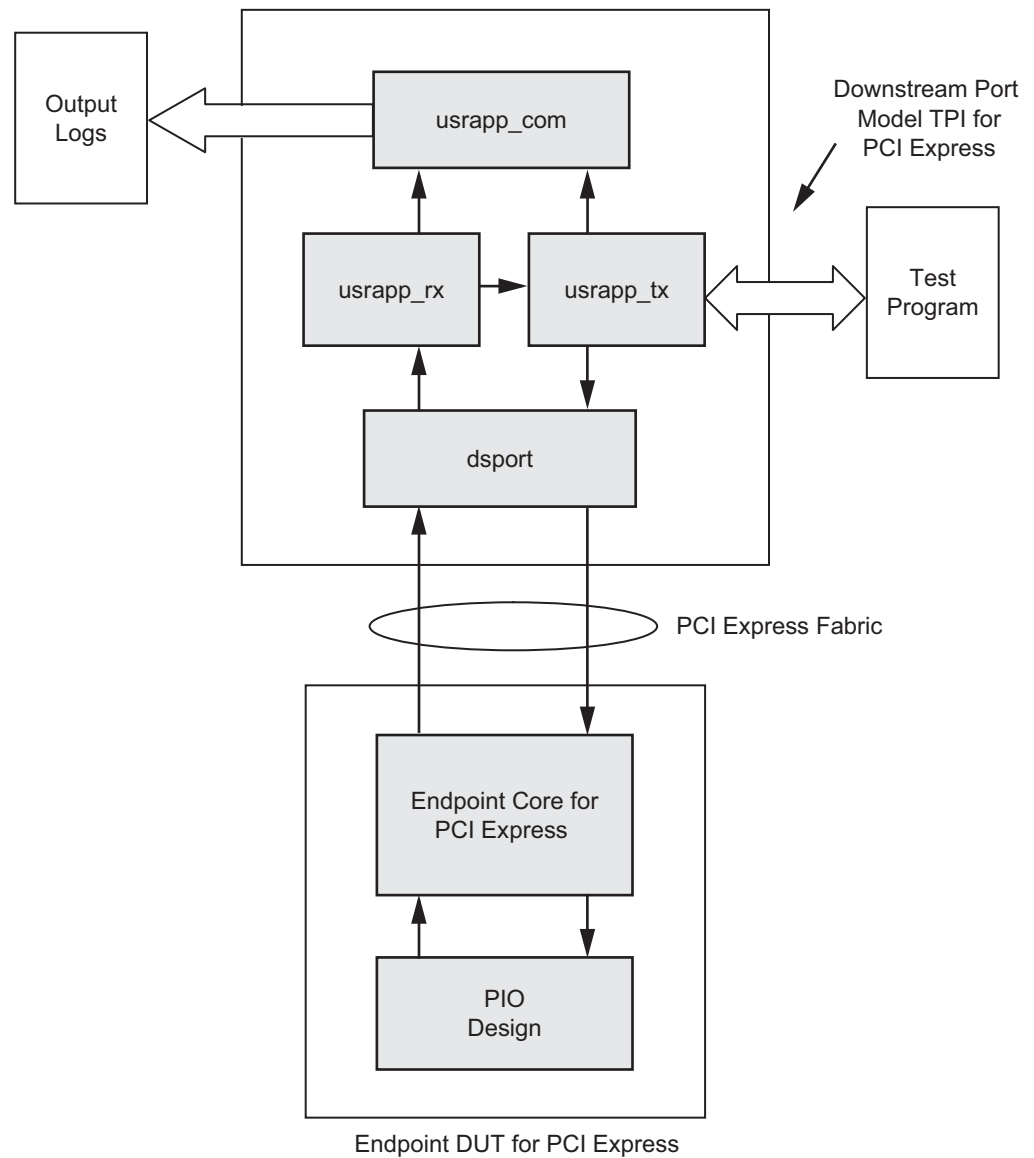 Output
Logs
usrapp_com
Downstream Port
Model TPI for
PCI Express
usrapp_rx
usrapp_tx
Test
Program
dsport
PCI Express Fabric
Endpoint Core for
PCI Express
PIO
Design
Endpoint DUT for PCI Express